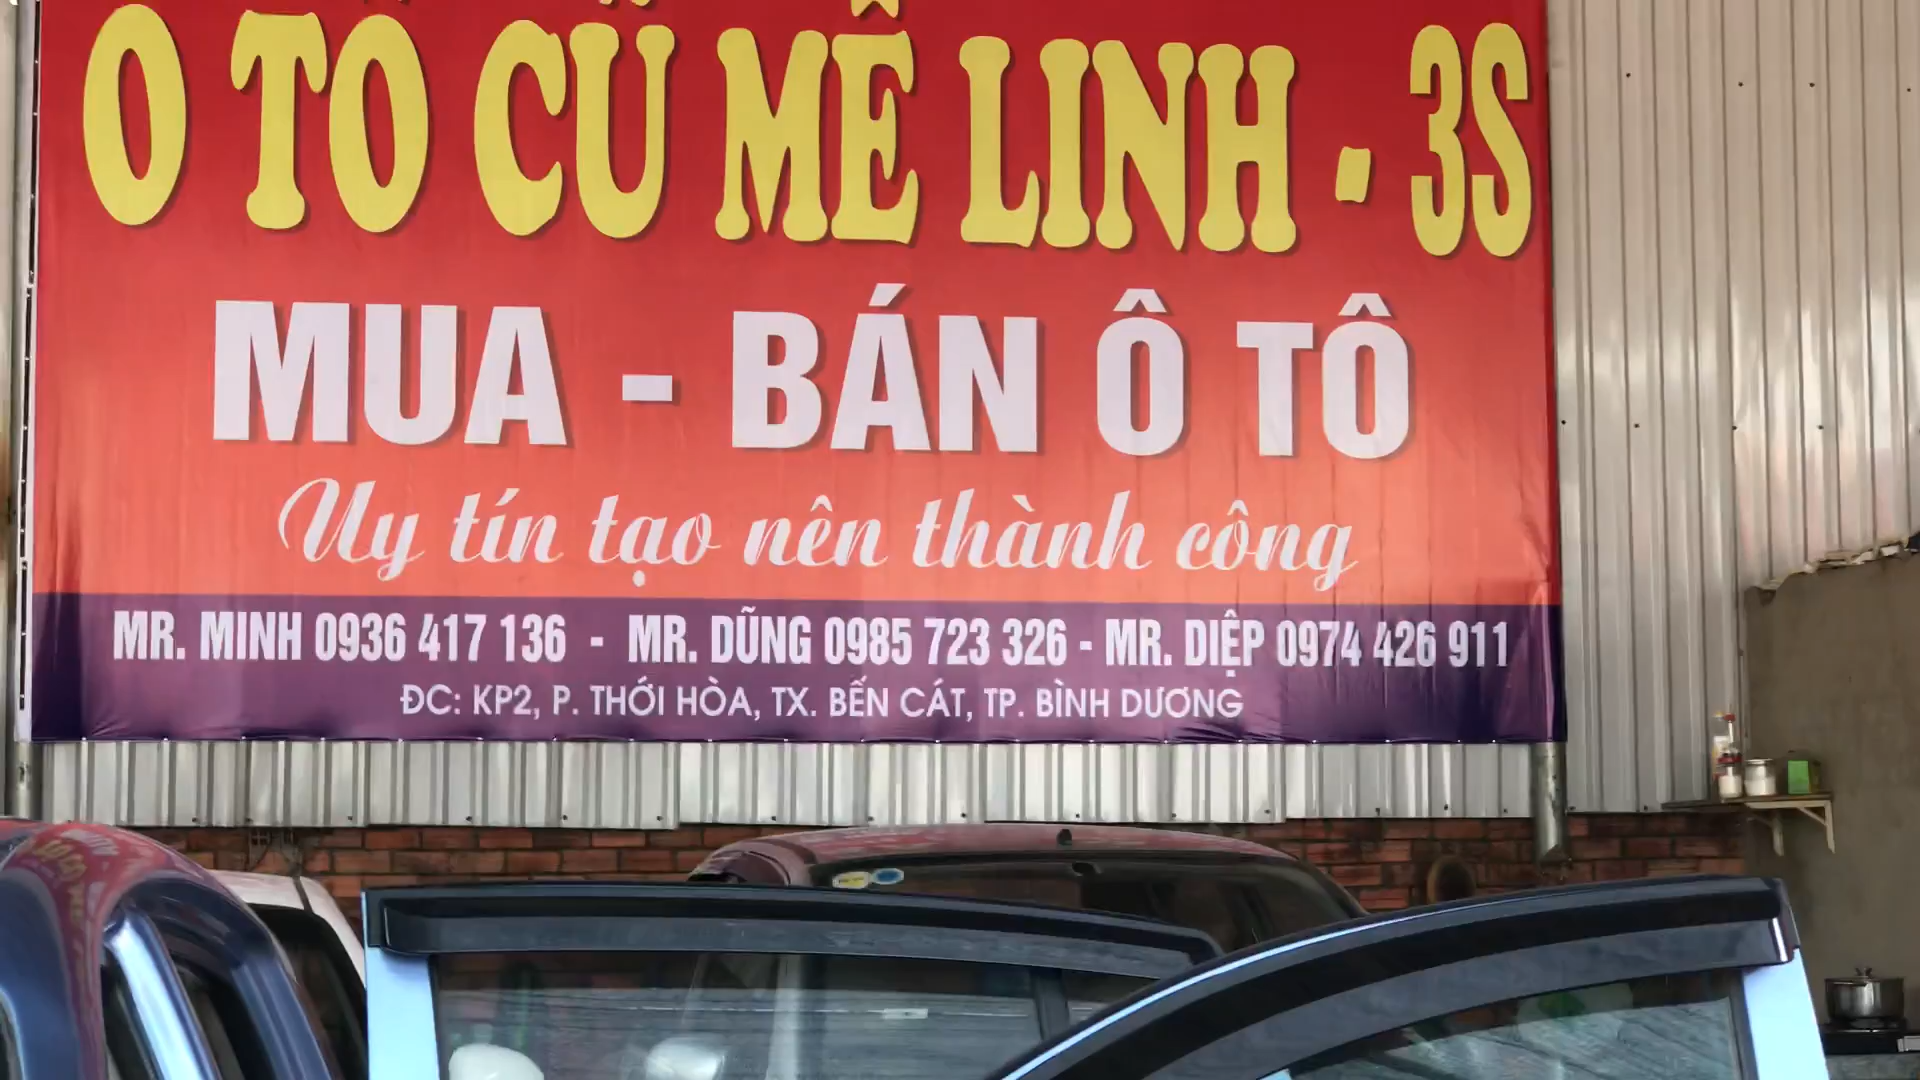 Ô TÔ CŨ MÊ LINH - 3S
MUA - BÁN Ô TÔ
Uy tín tạo nên thành công
MR. MINH 0936 417 136 - MR. DŨNG 0985 723 326 - MR. DIỆP 0974 426 911
ĐC: KP2, P. THỚI HÒA, TX. BẾN CÁT, TP. BÌNH DƯƠNG